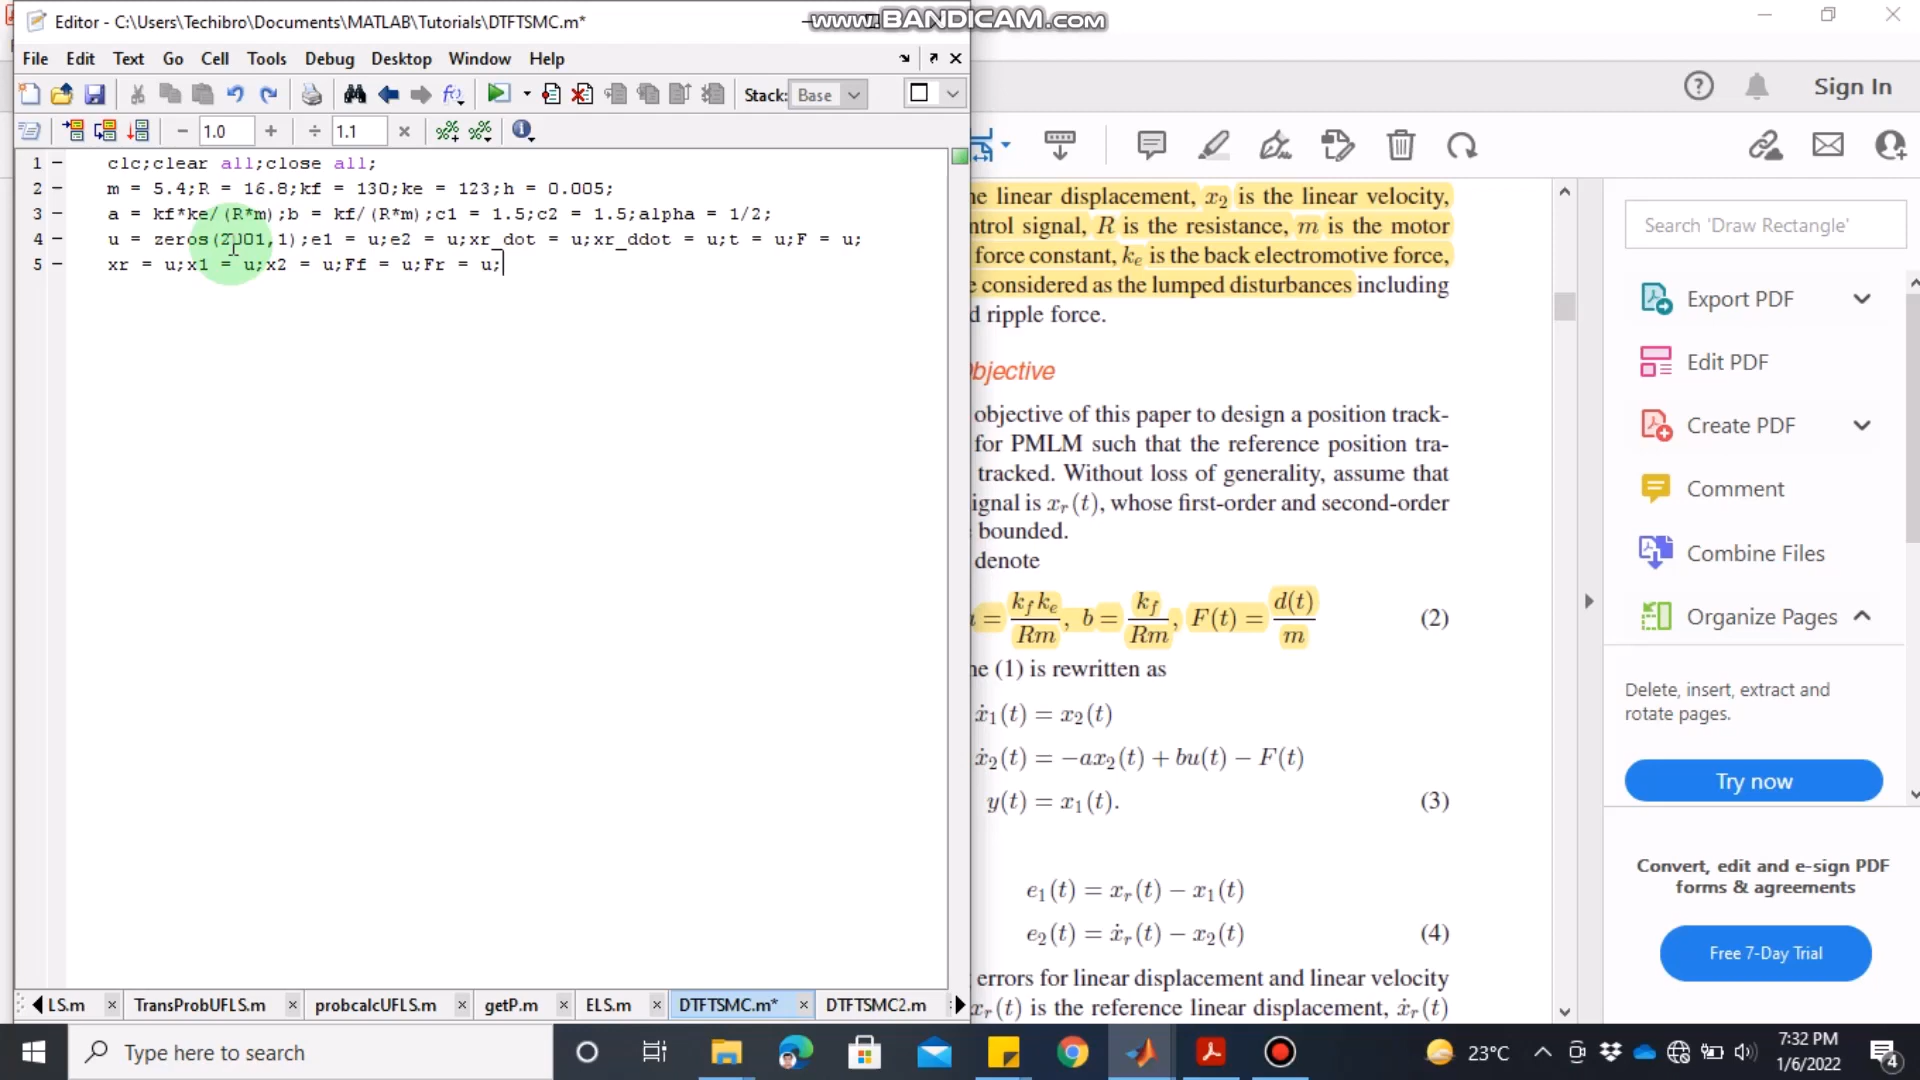 Editor - C:\Users\Techibro\Documents\MATLAB\Tutorials\DTFTSMC.m*
www.BANDICAM.com
File Edit Text Go Cell Tools Debug Desktop Window Help
Stack: Base
1.0
1.1
1 clc;clear all;close all;
2 m = 5.4;R = 16.8;kf = 130;ke = 123;h = 0.005;
3 a = kf*ke/(R*m);b = kf/(R*m);c1 = 1.5;c2 = 1.5;alpha = 1/2;
4 u = zeros(2001,1);e1 = u;e2 = u;xr_dot = u;xr_ddot = u;t = u;F = u;
5 xr = u;x1 = u;x2 = u;Ff = u;Fr = u;
LS.m TransProbUFLS.m probcalcUFLS.m getP.m ELS.m DTFTSMC.m* DTFTSMC2.m
Sign In
ne linear displacement, x₂ is the linear velocity,
ntrol signal, R is the resistance, m is the motor
force constant, kₑ is the back electromotive force,
e considered as the lumped disturbances including
d ripple force.
bjective
objective of this paper to design a position track-
for PMLM such that the reference position tra-
tracked. Without loss of generality, assume that
ignal is xᵣ(t), whose first-order and second-order
bounded.
denote
= k_f k_e / Rm, b = k_f / Rm, F(t) = d(t) / m (2)
ne (1) is rewritten as
ẋ₁(t) = x₂(t)
ẋ₂(t) = −ax₂(t) + bu(t) − F(t)
y(t) = x₁(t). (3)
e₁(t) = xᵣ(t) − x₁(t)
e₂(t) = ẋᵣ(t) − x₂(t) (4)
errors for linear displacement and linear velocity
xᵣ(t) is the reference linear displacement, ẋᵣ(t)
Search 'Draw Rectangle'
Export PDF
Edit PDF
Create PDF
Comment
Combine Files
Organize Pages
Delete, insert, extract and
rotate pages.
Try now
Convert, edit and e-sign PDF
forms & agreements
Free 7-Day Trial
Type here to search
23°C
7:32 PM
1/6/2022
4